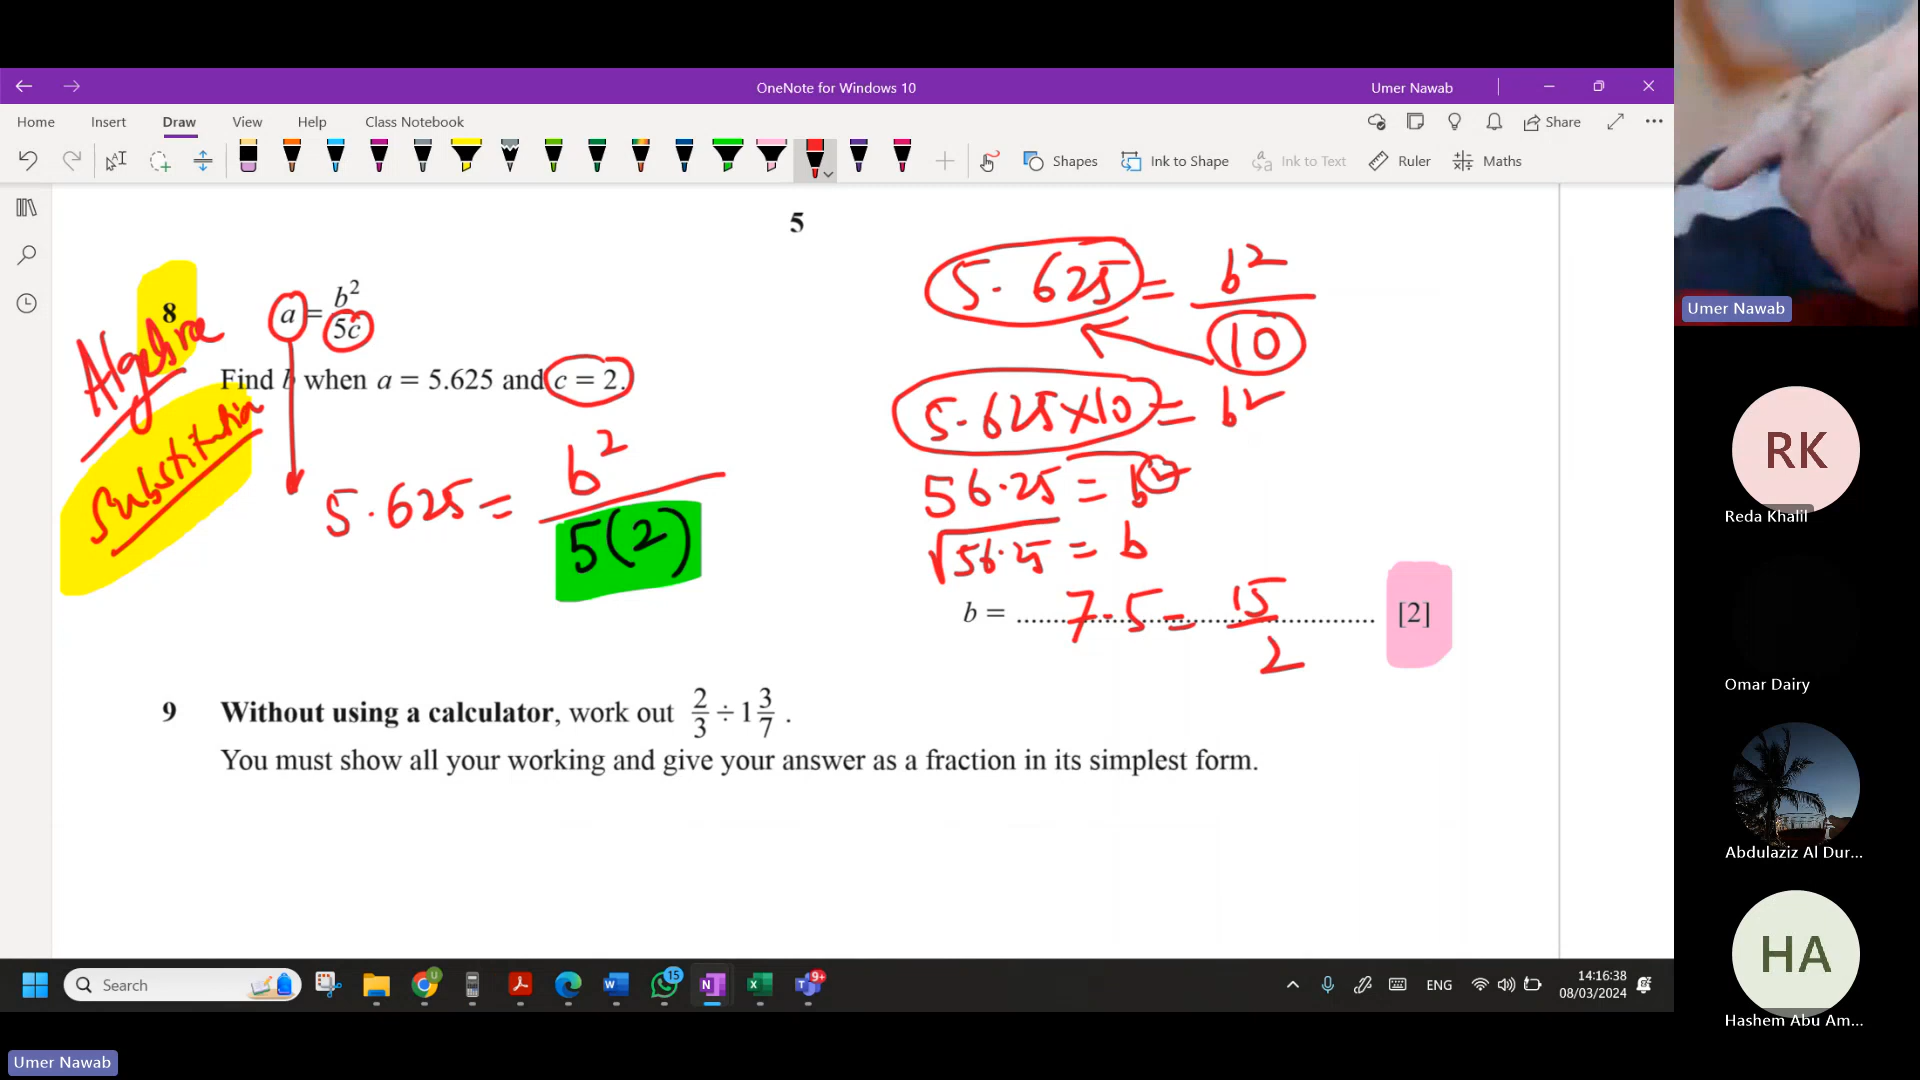 OneNote for Windows 10
Umer Nawab
Home Insert Draw View Help Class Notebook
Share
Shapes Ink to Shape Ink to Text Ruler Maths
5
8 a = b²/5c
Algebra
Find b when a = 5.625 and c = 2.
Substitution
5.625 = b²/5(2)
5.625 = b²/10
5.625×10 = b²
56.25 = b²
√56.25 = b
b = 7.5 = 15/2 [2]
9 Without using a calculator, work out 2/3 ÷ 1 3/7 .
You must show all your working and give your answer as a fraction in its simplest form.
Umer Nawab
RK
Reda Khalil
Omar Dairy
Abdulaziz Al Dur...
HA
Hashem Abu Am...
Search
15
9+
ENG
14:16:38
08/03/2024
Umer Nawab